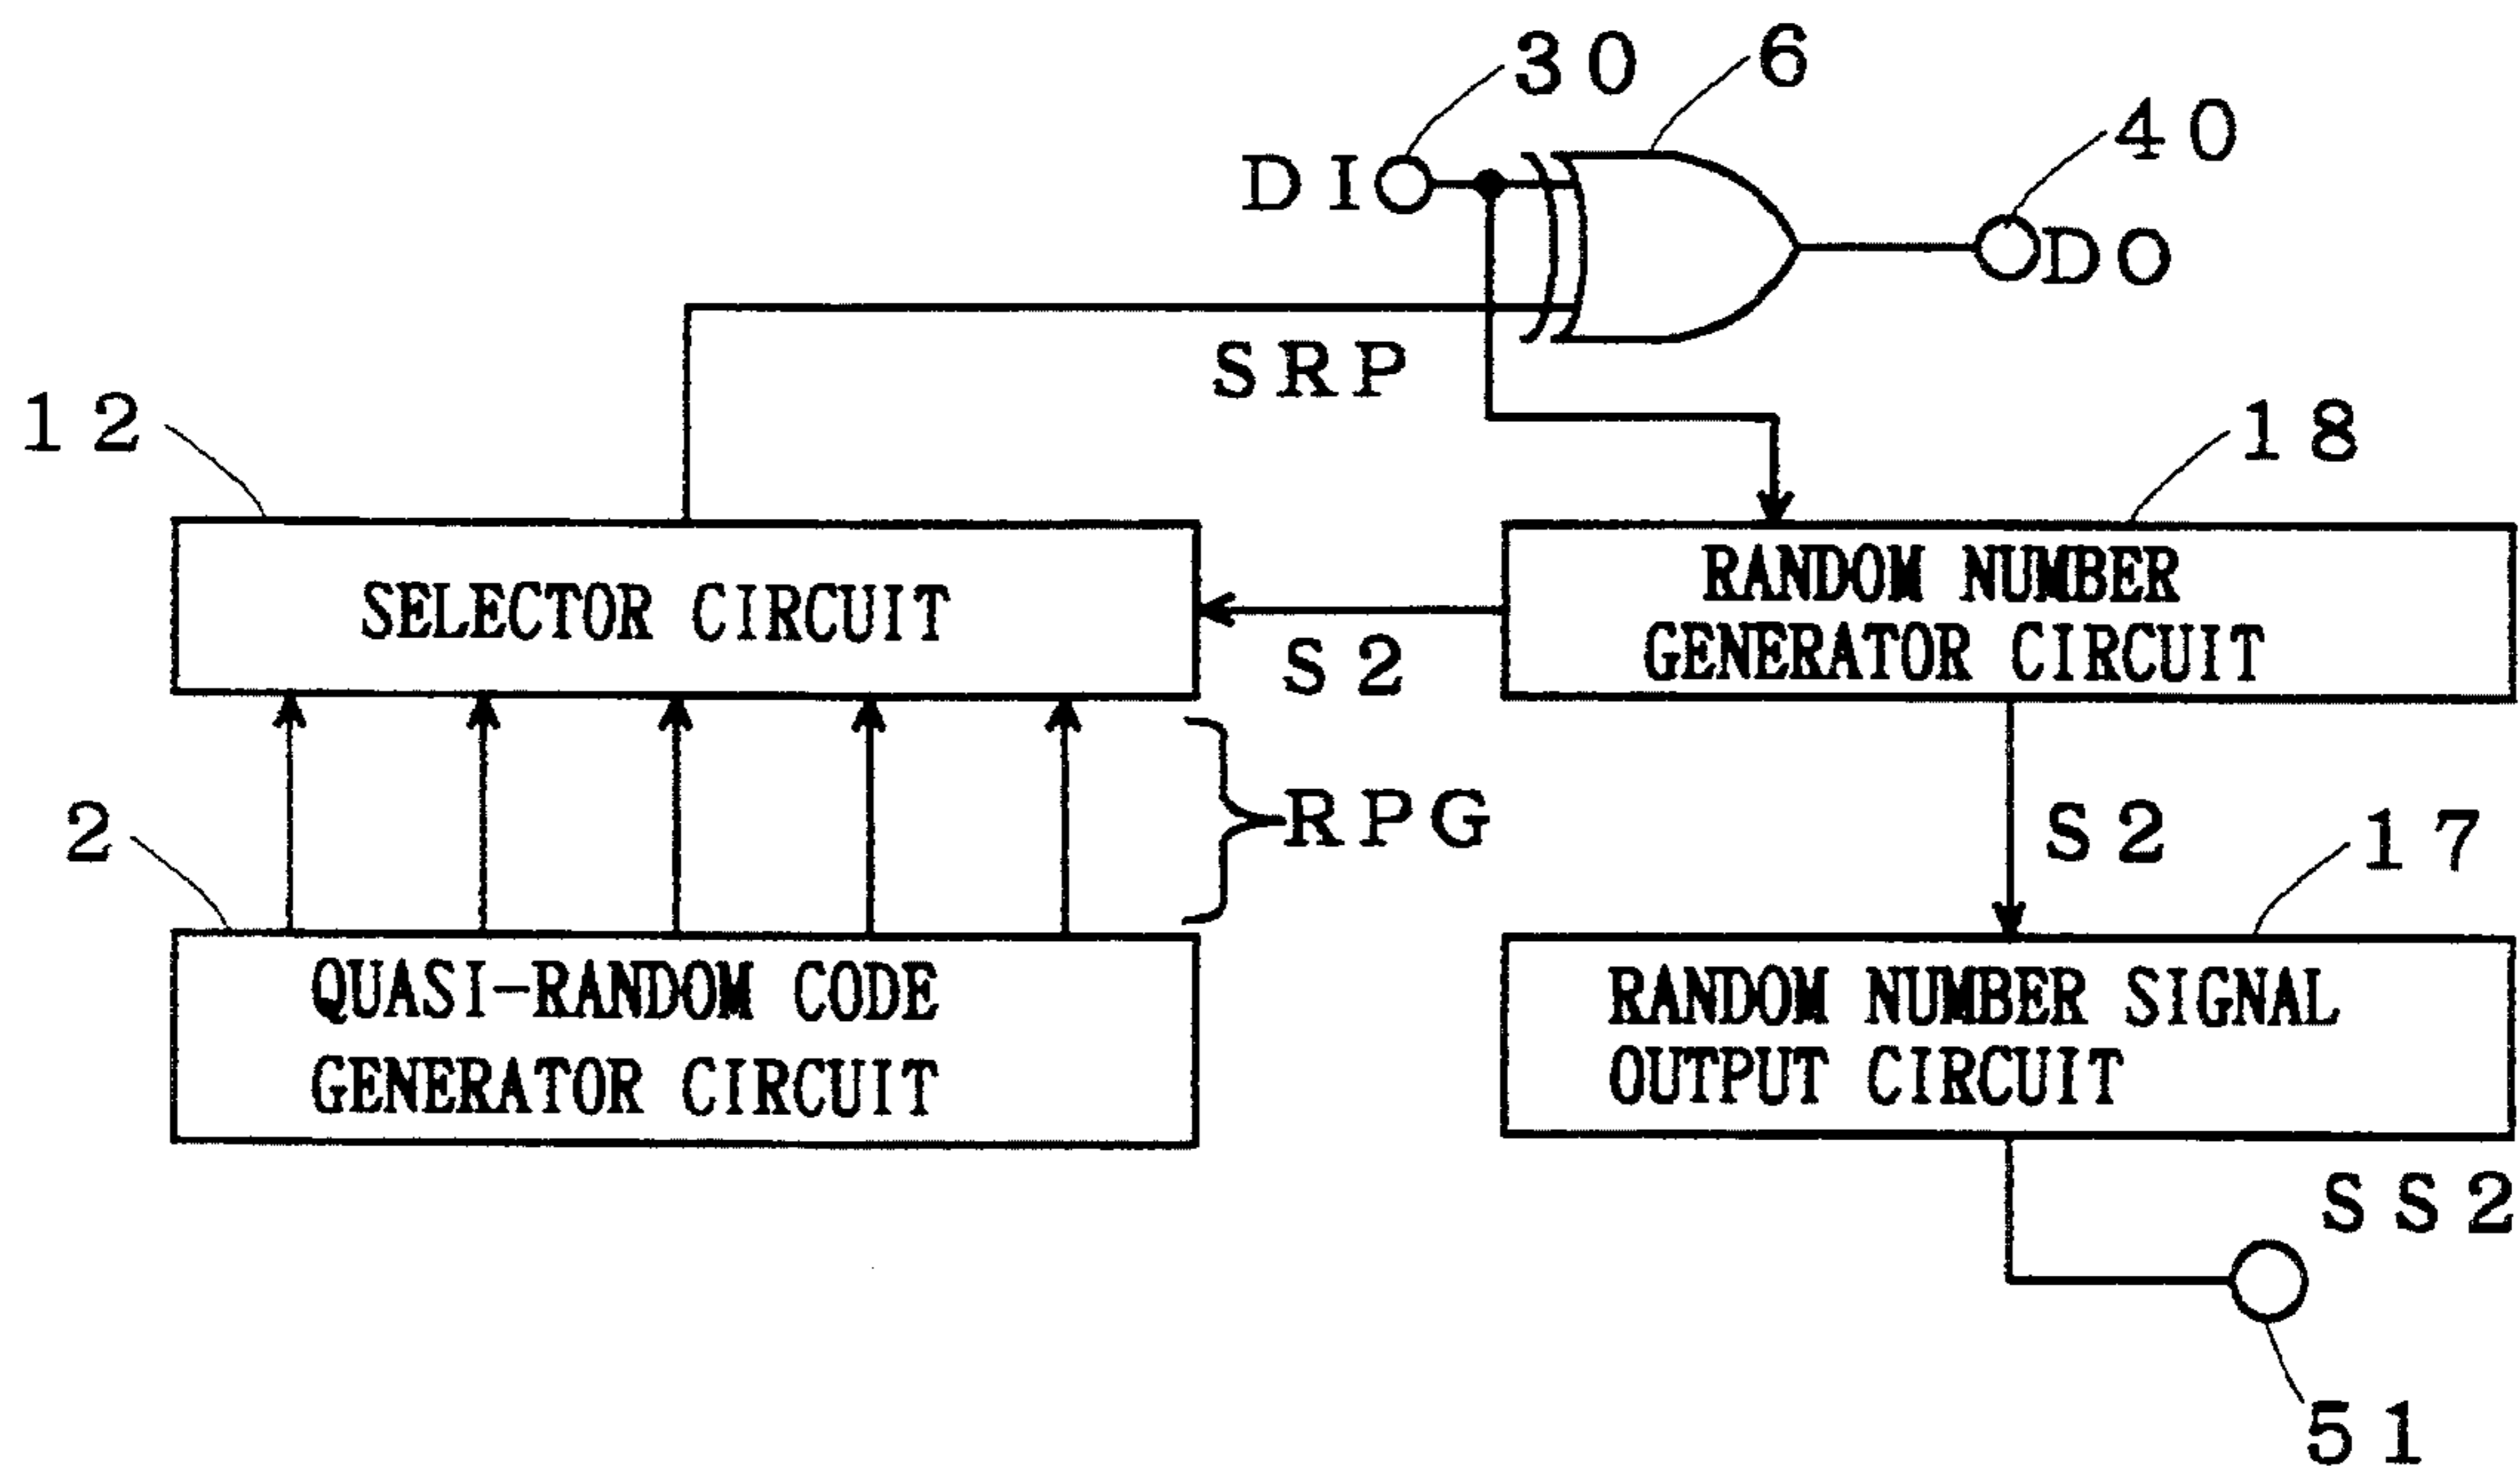 30
6
40
DI
DO
SRP
12
18
SELECTOR CIRCUIT
RANDOM NUMBER
GENERATOR CIRCUIT
S2
RPG
2
S2
17
QUASI-RANDOM CODE
GENERATOR CIRCUIT
RANDOM NUMBER SIGNAL
OUTPUT CIRCUIT
SS2
51